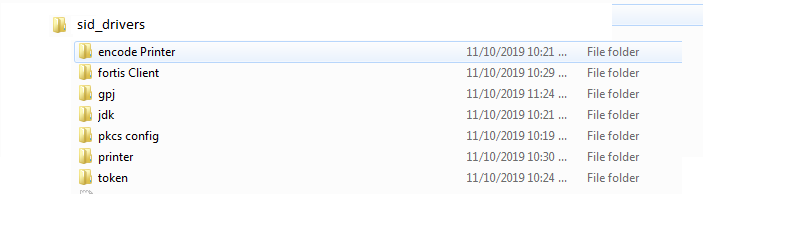 sid_drivers
encode Printer 11/10/2019 10:21 ... File folder
fortis Client 11/10/2019 10:29 ... File folder
gpj 11/10/2019 11:24 ... File folder
jdk 11/10/2019 10:21 ... File folder
pkcs config 11/10/2019 10:19 ... File folder
printer 11/10/2019 10:30 ... File folder
token 11/10/2019 10:24 ... File folder